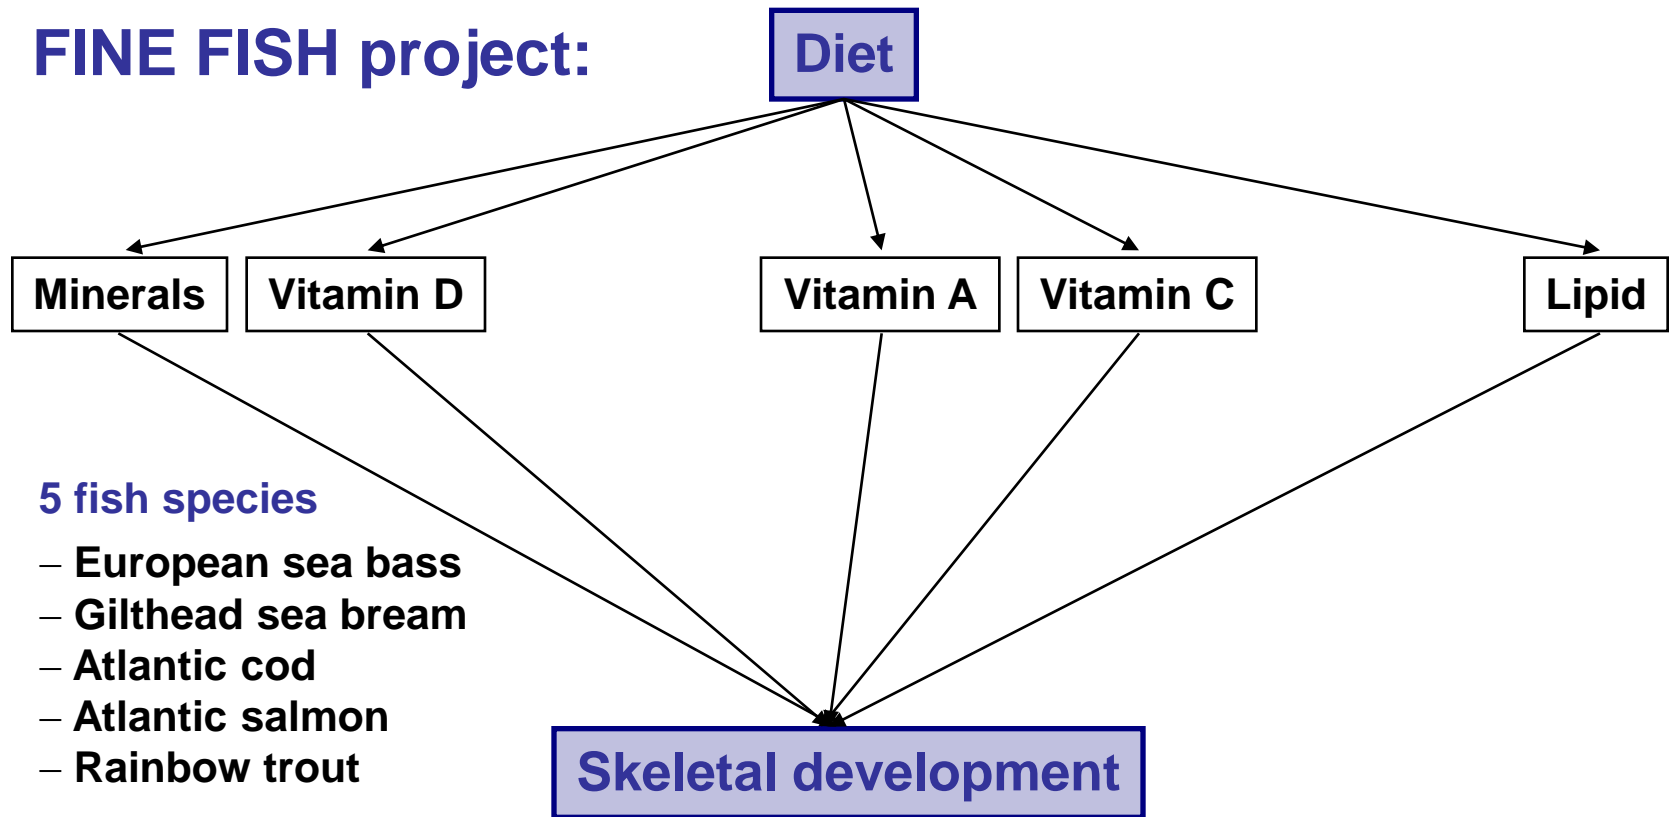 FINE FISH project:
Diet
Minerals
Vitamin D
Vitamin A
Vitamin C
Lipid
5 fish species
– European sea bass
– Gilthead sea bream
– Atlantic cod
– Atlantic salmon
– Rainbow trout
Skeletal development